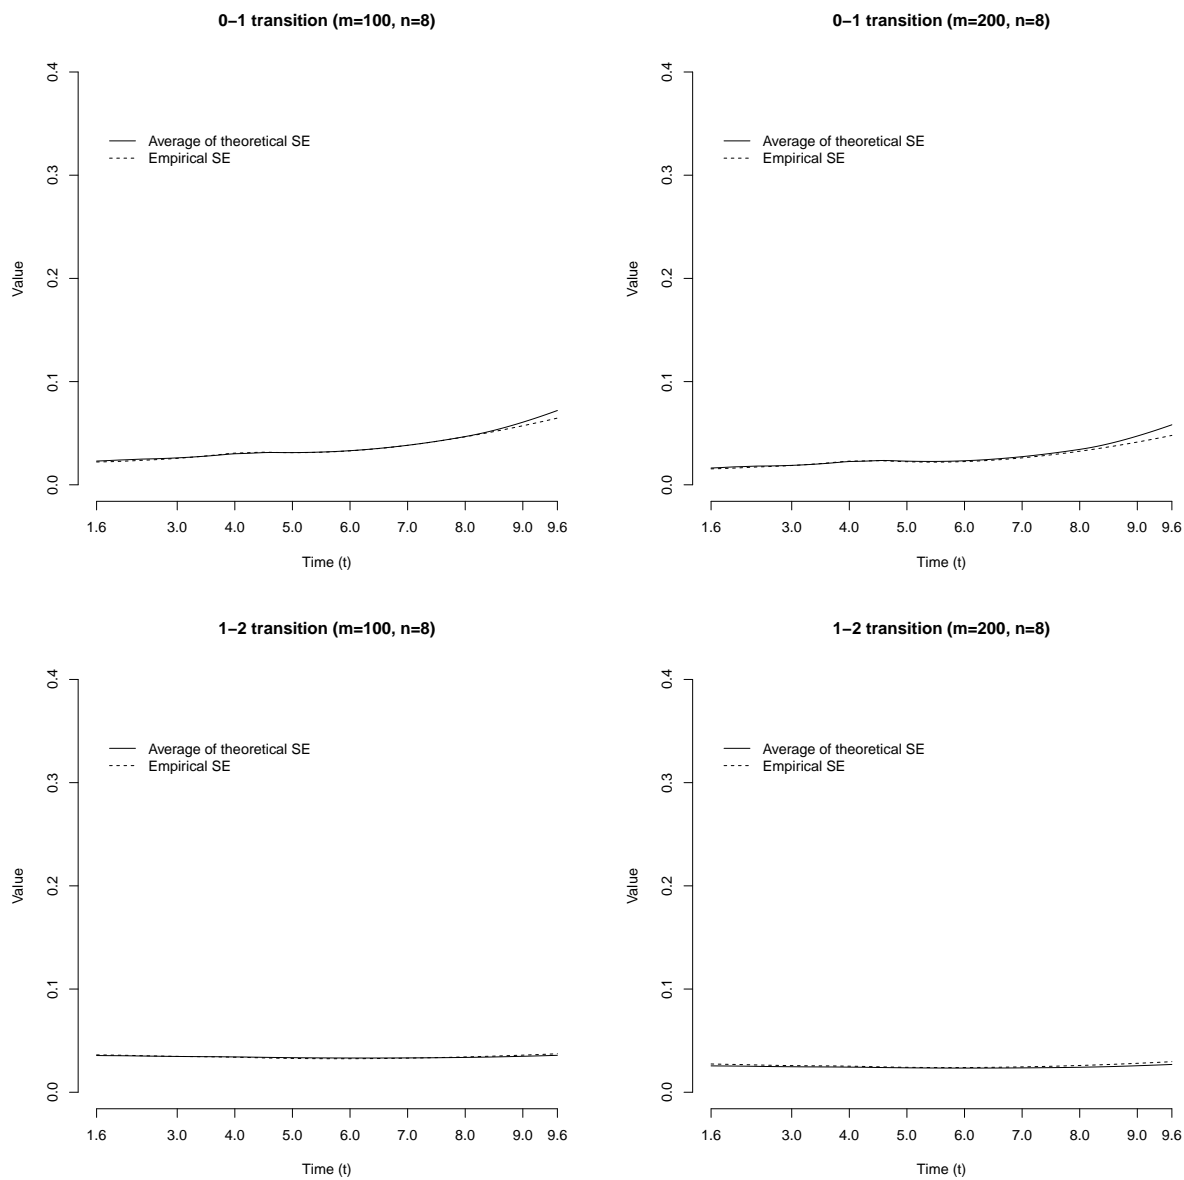 0–1 transition (m=100, n=8)
0.4
0.3
0.2
0.1
0.0
Value
Average of theoretical SE
Empirical SE
1.6 3.0 4.0 5.0 6.0 7.0 8.0 9.0 9.6
Time (t)
0–1 transition (m=200, n=8)
0.4
0.3
0.2
0.1
0.0
Value
Average of theoretical SE
Empirical SE
1.6 3.0 4.0 5.0 6.0 7.0 8.0 9.0 9.6
Time (t)
1–2 transition (m=100, n=8)
0.4
0.3
0.2
0.1
0.0
Value
Average of theoretical SE
Empirical SE
1.6 3.0 4.0 5.0 6.0 7.0 8.0 9.0 9.6
Time (t)
1–2 transition (m=200, n=8)
0.4
0.3
0.2
0.1
0.0
Value
Average of theoretical SE
Empirical SE
1.6 3.0 4.0 5.0 6.0 7.0 8.0 9.0 9.6
Time (t)